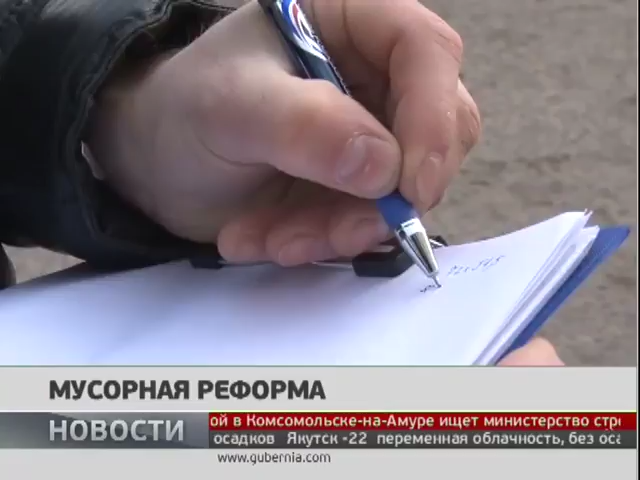 МУСОРНАЯ РЕФОРМА
НОВОСТИ
ой в Комсомольске-на-Амуре ищет министерство стр
осадков Якутск -22 переменная облачность, без оса
www.gubernia.com